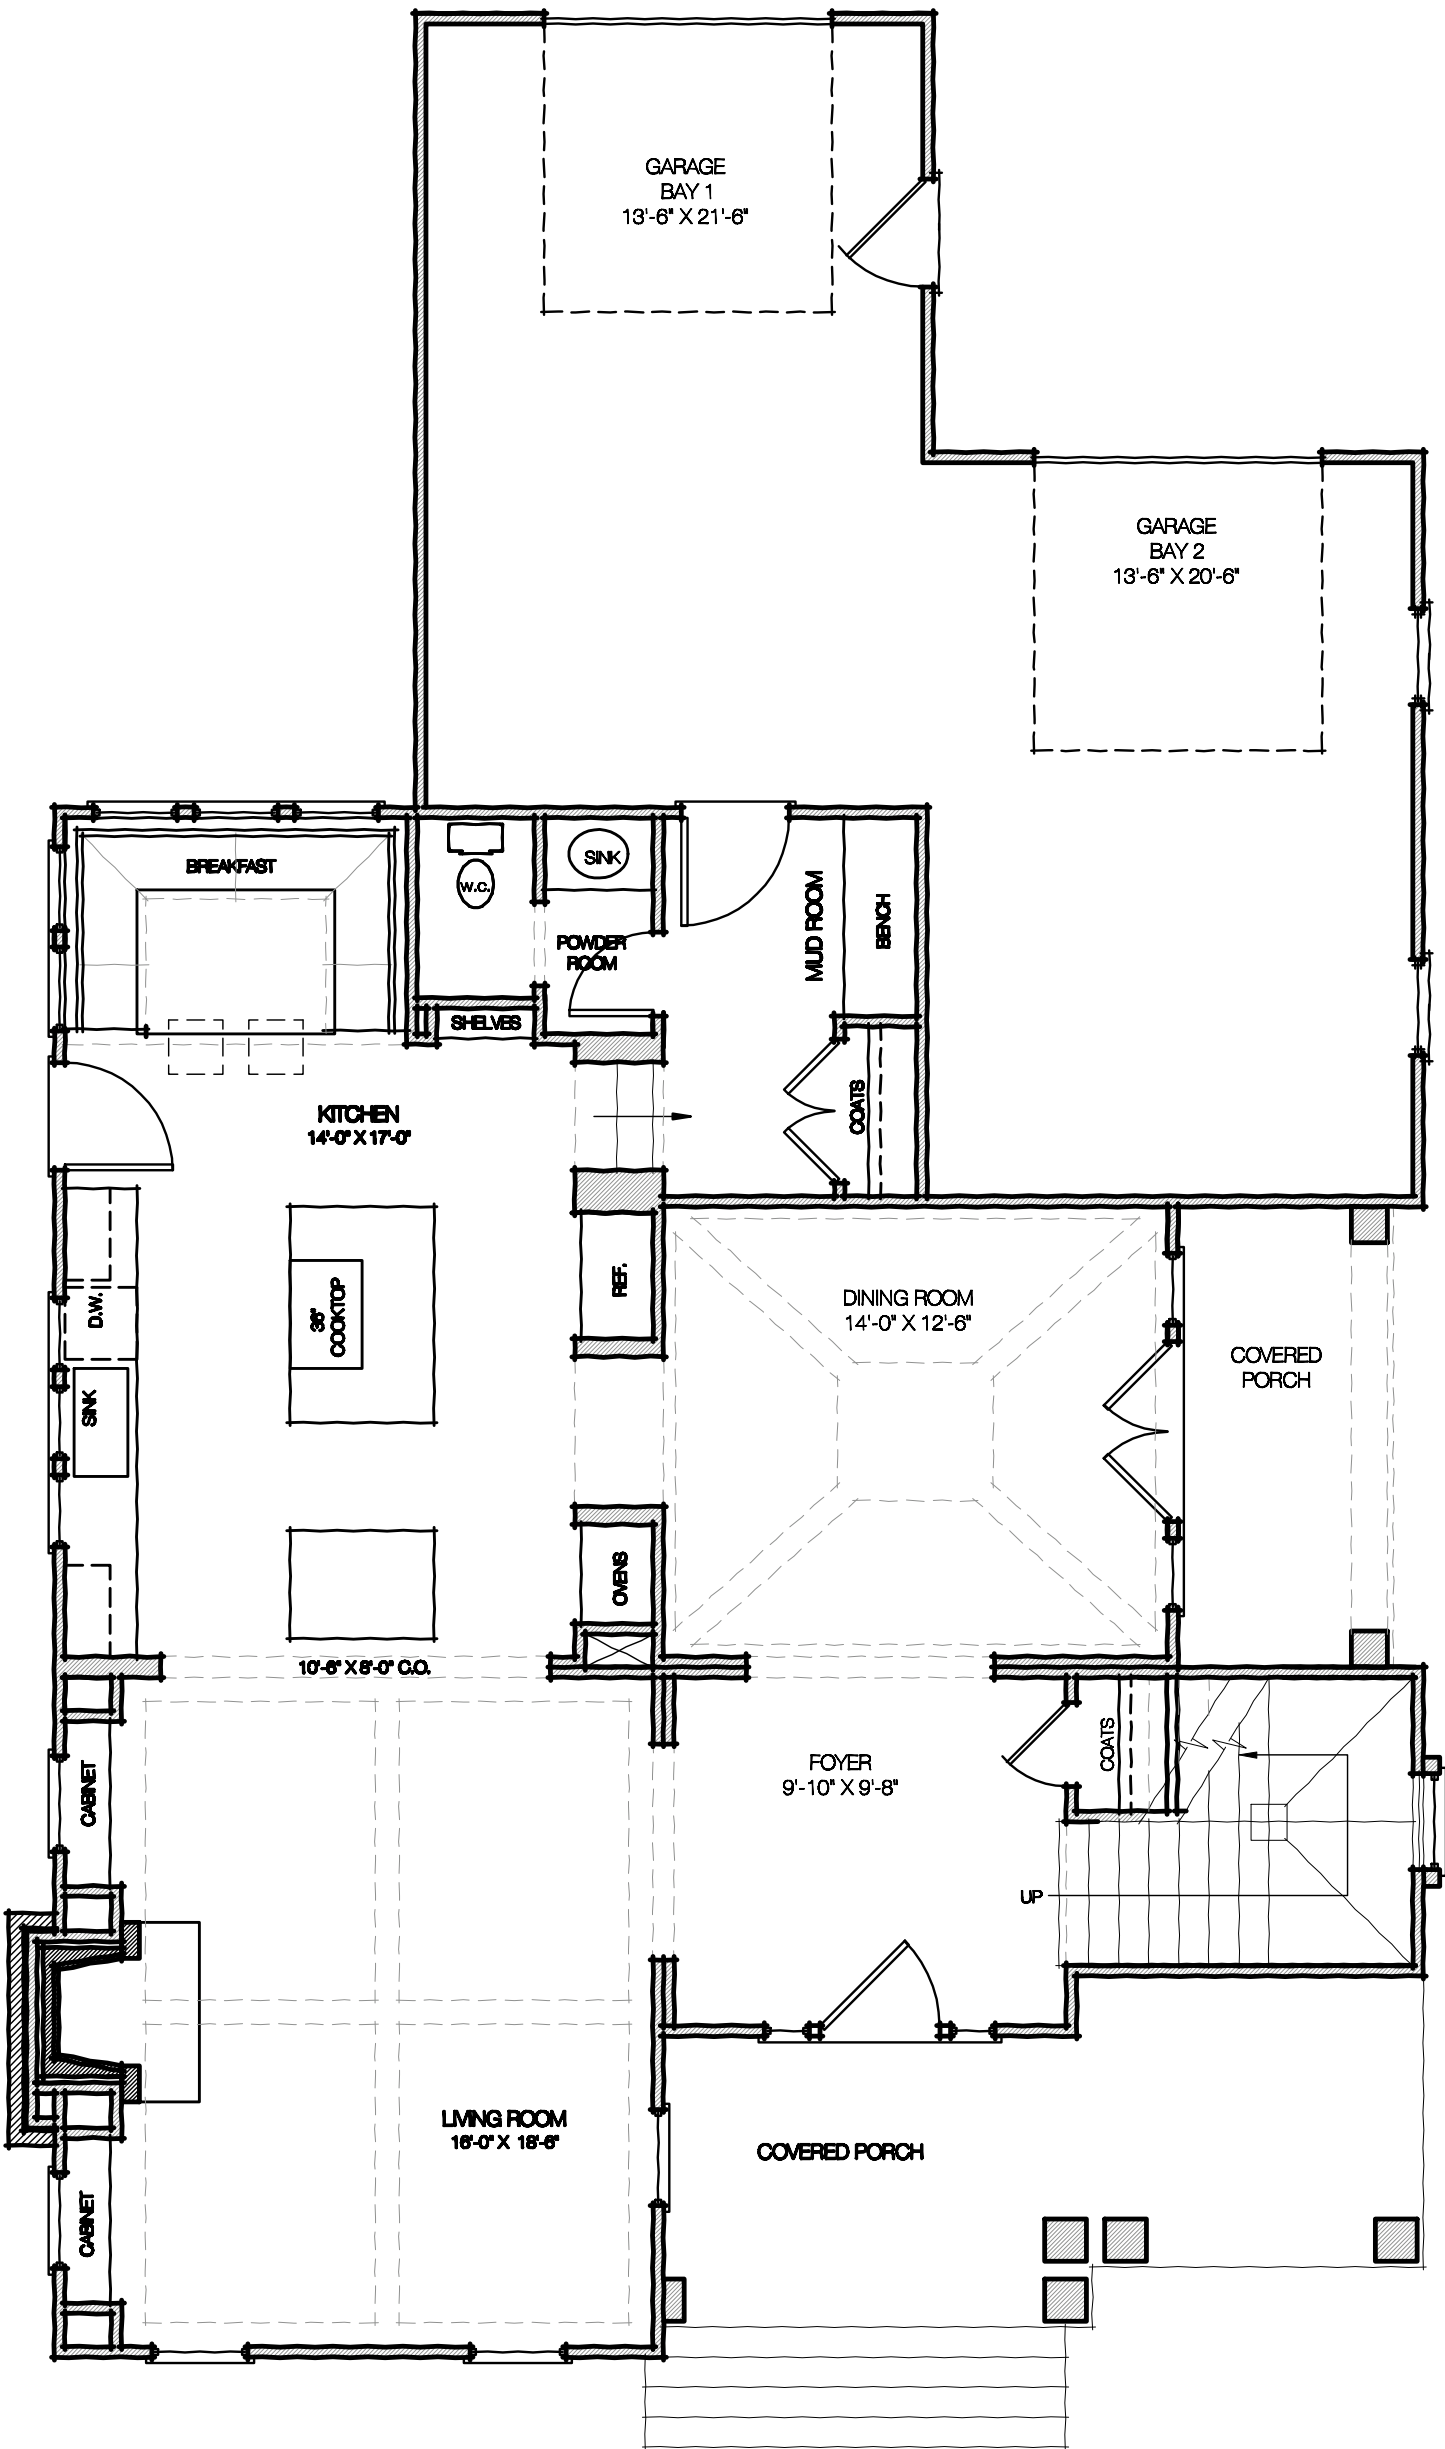 GARAGE
BAY 1
13'-6" X 21'-6"
GARAGE
BAY 2
13'-6" X 20'-6"
BREAKFAST
SINK
W.C.
MUD ROOM
BENCH
POWDER
ROOM
SHELVES
KITCHEN
14'-0" X 17'-0"
COATS
REF.
36"
COOKTOP
D.W.
SINK
DINING ROOM
14'-0" X 12'-6"
COVERED
PORCH
OVENS
10'-6" X 8'-0" C.O.
FOYER
9'-10" X 9'-8"
COATS
CABINET
UP
LIVING ROOM
16'-0" X 18'-6"
COVERED PORCH
CABINET